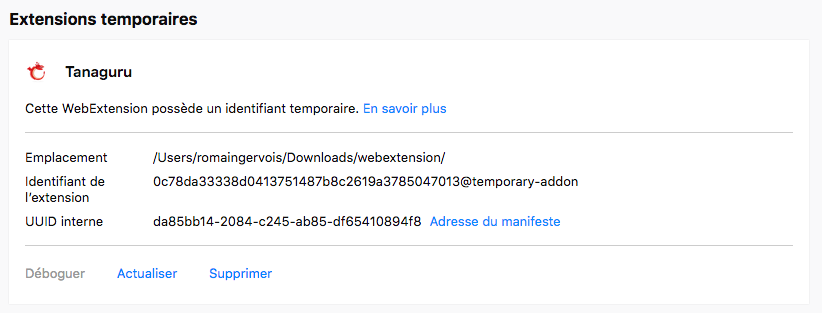 Extensions temporaires
Tanaguru
Cette WebExtension possède un identifiant temporaire. En savoir plus
Emplacement /Users/romaingervois/Downloads/webextension/
Identifiant de 0c78da33338d0413751487b8c2619a3785047013@temporary-addon
l’extension
UUID interne da85bb14-2084-c245-ab85-df65410894f8 Adresse du manifeste
Déboguer Actualiser Supprimer